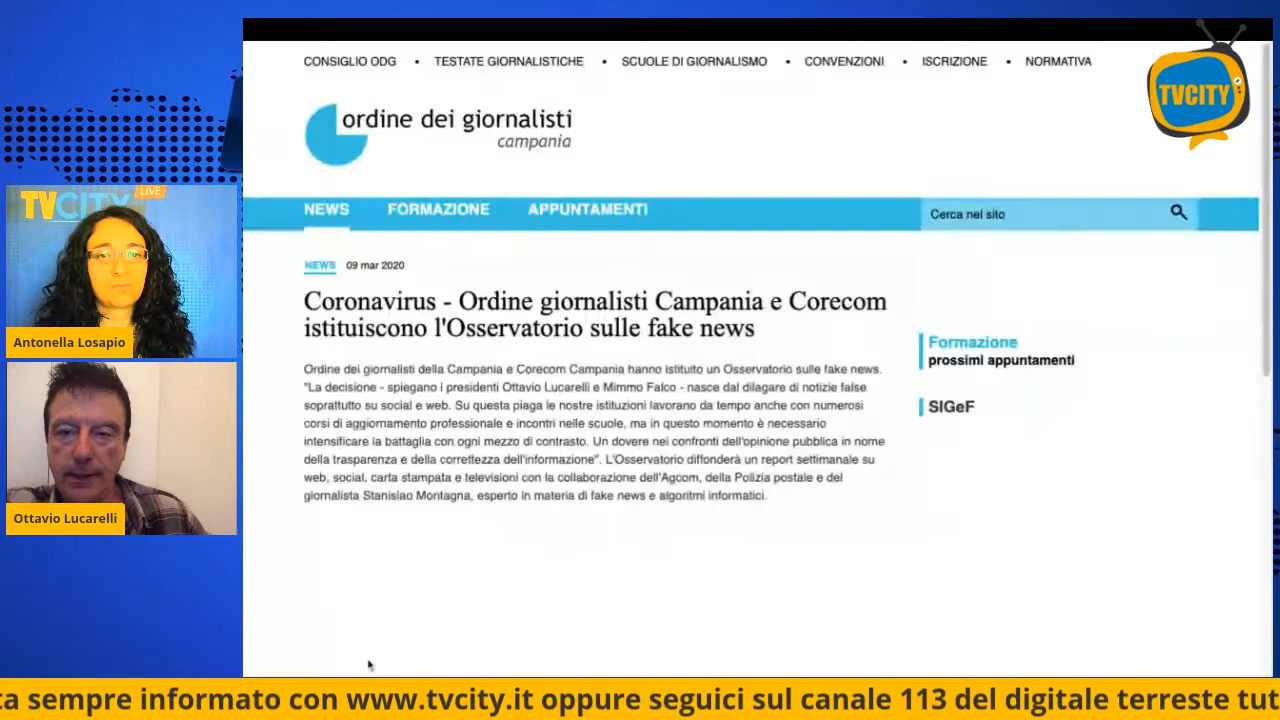 CONSIGLIO ODG • TESTATE GIORNALISTICHE • SCUOLE DI GIORNALISMO • CONVENZIONI • ISCRIZIONE • NORMATIVA
TVCITY
ordine dei giornalisti
campania
NEWS FORMAZIONE APPUNTAMENTI Cerca nel sito
TVCITY LIVE
NEWS 09 mar 2020
Coronavirus - Ordine giornalisti Campania e Corecom
istituiscono l'Osservatorio sulle fake news
Ordine dei giornalisti della Campania e Corecom Campania hanno istituito un Osservatorio sulle fake news.
"La decisione - spiegano i presidenti Ottavio Lucarelli e Mimmo Falco - nasce dal dilagare di notizie false
soprattutto su social e web. Su questa piaga le nostre istituzioni lavorano da tempo anche con numerosi
corsi di aggiornamento professionale e incontri nelle scuole, ma in questo momento è necessario
intensificare la battaglia con ogni mezzo di contrasto. Un dovere nei confronti dell'opinione pubblica in nome
della trasparenza e della correttezza dell'informazione". L'Osservatorio diffonderà un report settimanale su
web, social, carta stampata e televisioni con la collaborazione dell'Agcom, della Polizia postale e del
giornalista Stanislao Montagna, esperto in materia di fake news e algoritmi informatici.
Formazione
prossimi appuntamenti
SIGeF
Antonella Losapio
Ottavio Lucarelli
ta sempre informato con www.tvcity.it oppure seguici sul canale 113 del digitale terreste tut